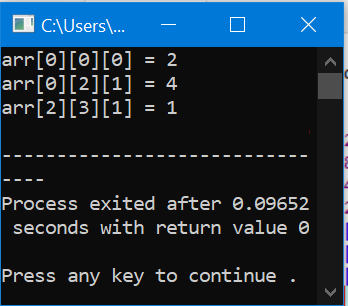 C:\Users\...
arr[0][0][0] = 2
arr[0][2][1] = 4
arr[2][3][1] = 1
----------------------------
----
Process exited after 0.09652
 seconds with return value 0
Press any key to continue .